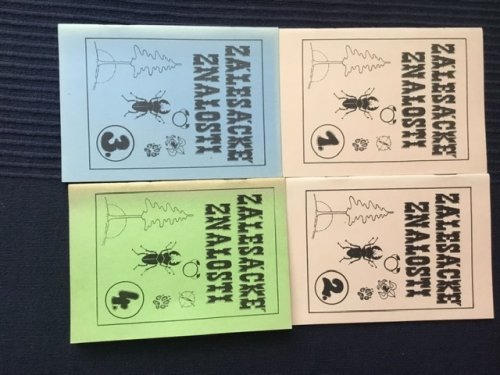 ZÁLESÁCKÉ
ZNALOSTI
3.
ZÁLESÁCKÉ
ZNALOSTI
1.
ZÁLESÁCKÉ
ZNALOSTI
4.
ZÁLESÁCKÉ
ZNALOSTI
2.